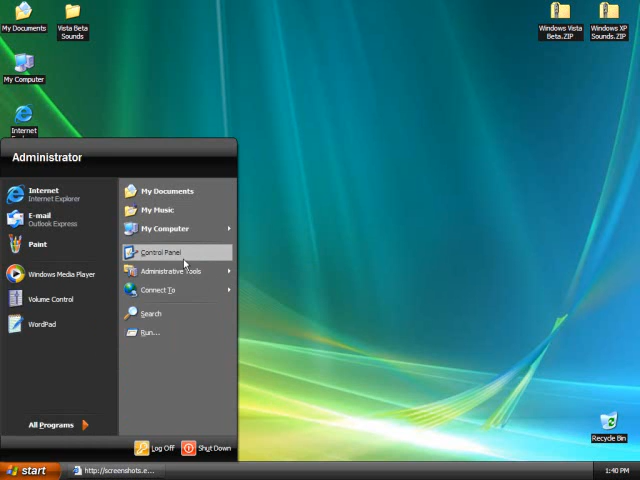 My Documents
Vista Beta
Sounds
Windows Vista
Beta.ZIP
Windows XP
Sounds.ZIP
My Computer
Internet
Administrator
Internet
Internet Explorer
E-mail
Outlook Express
Paint
Windows Media Player
Volume Control
WordPad
All Programs
My Documents
My Music
My Computer
Control Panel
Administrative Tools
Connect To
Search
Run...
Log Off
Shut Down
Recycle Bin
start
http://screenshots.e...
1:40 PM